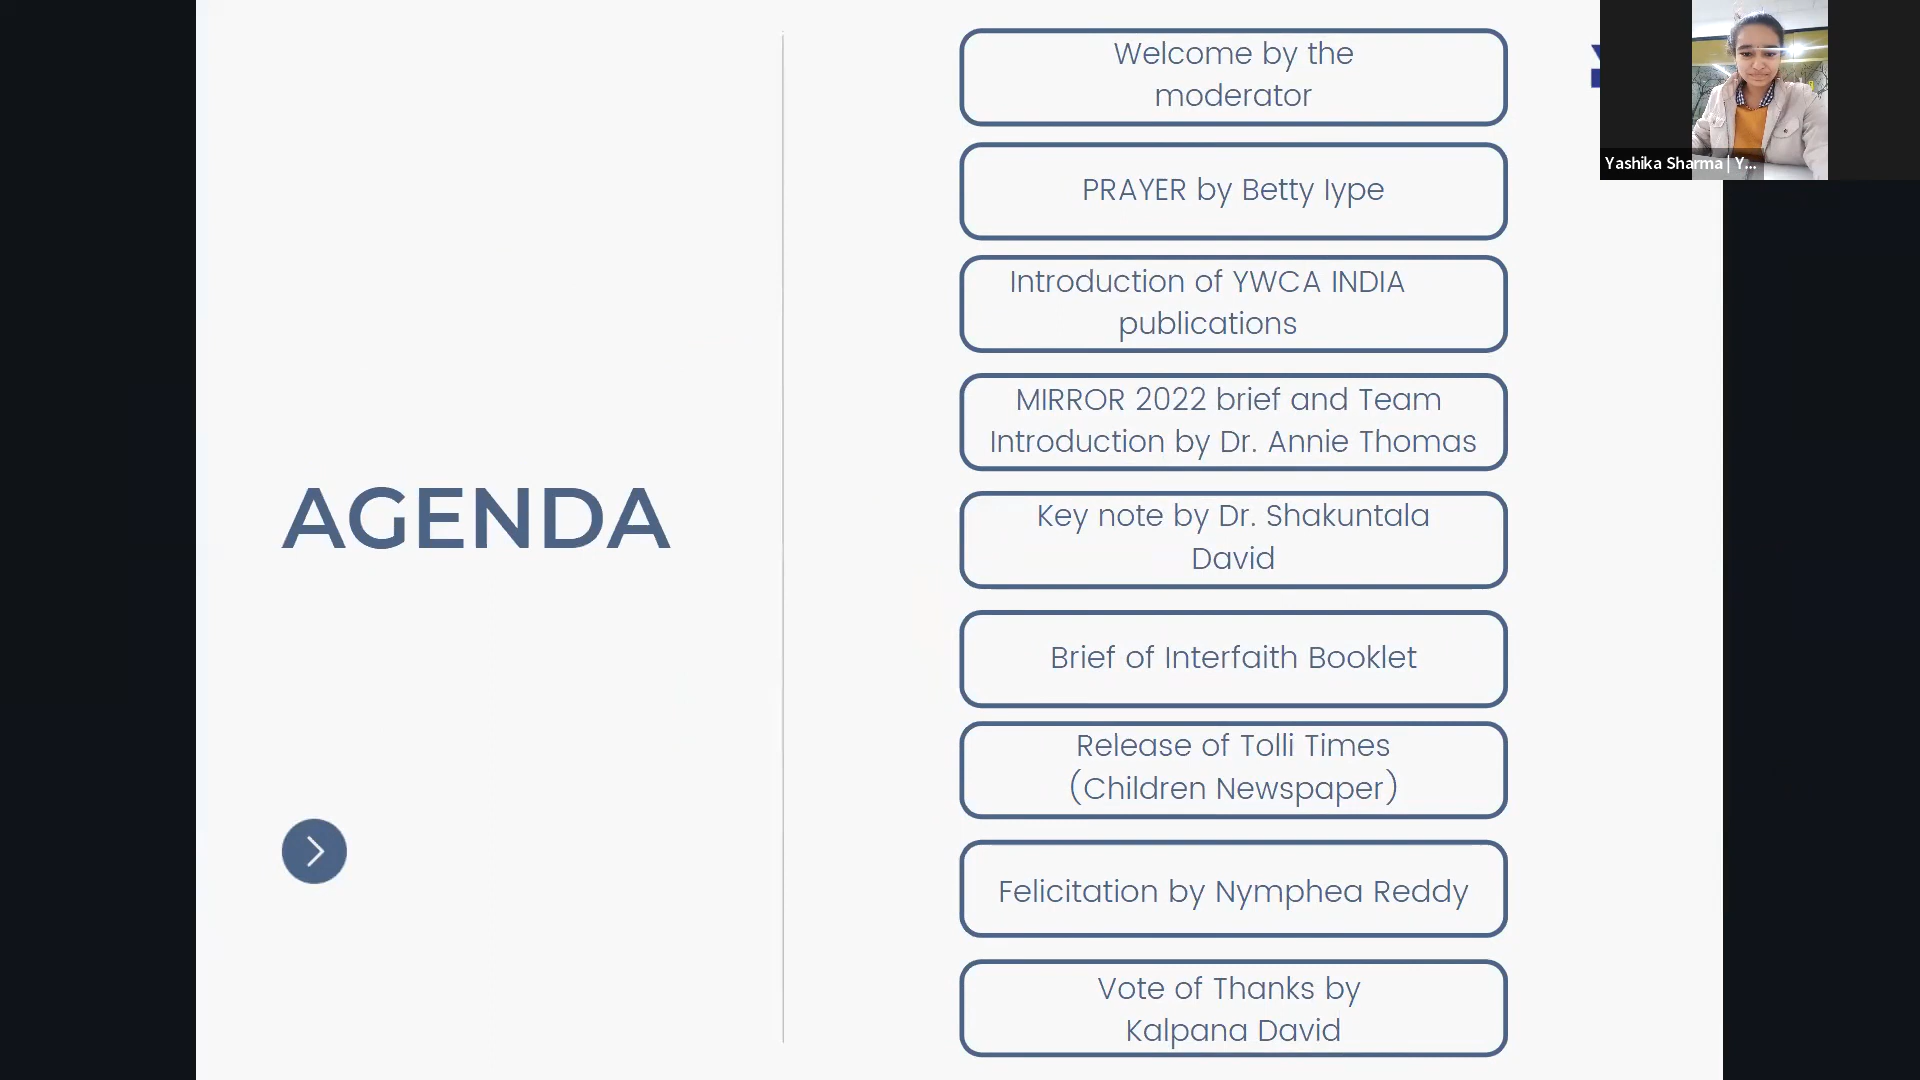 AGENDA
Welcome by the
moderator
PRAYER by Betty Iype
Introduction of YWCA INDIA
publications
MIRROR 2022 brief and Team
Introduction by Dr. Annie Thomas
Key note by Dr. Shakuntala
David
Brief of Interfaith Booklet
Release of Tolli Times
(Children Newspaper)
Felicitation by Nymphea Reddy
Vote of Thanks by
Kalpana David
Yashika Sharma | Y...